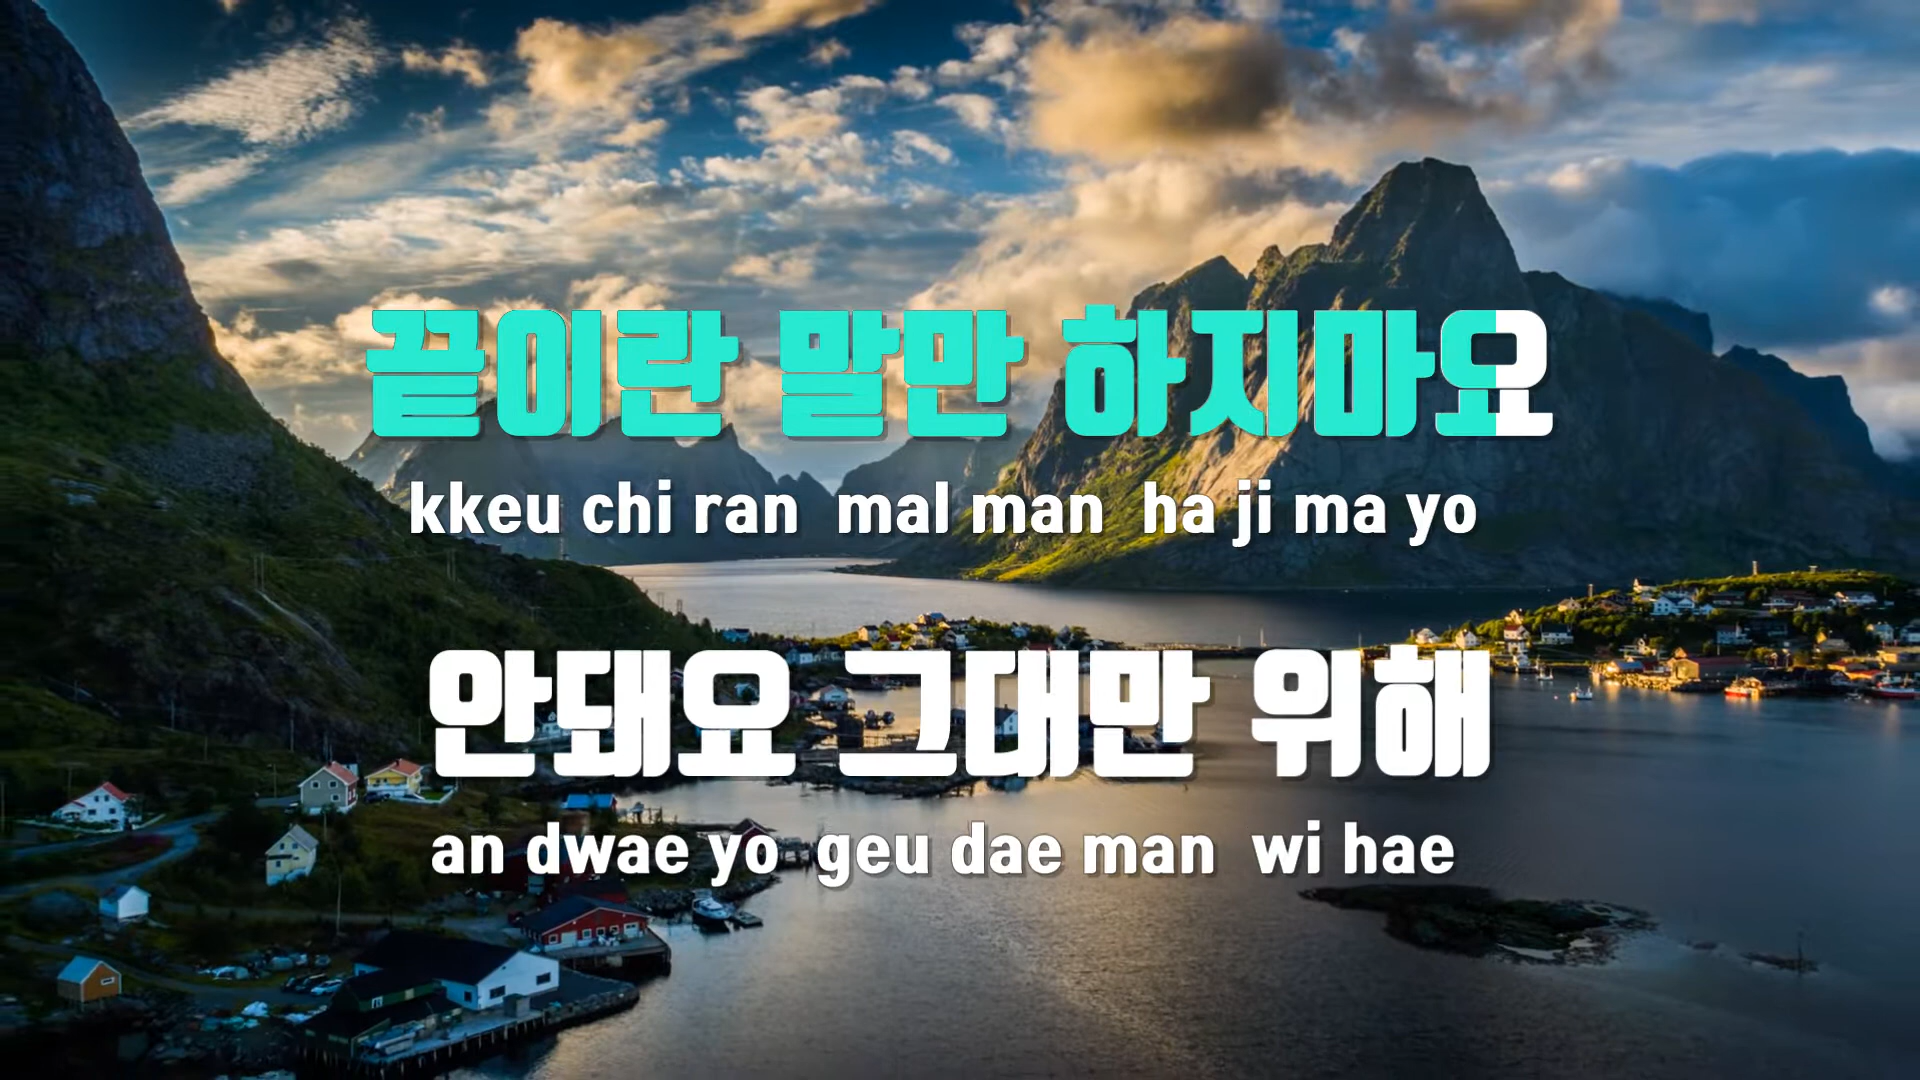 끝이란 말만 하지마요
kkeu chi ran mal man ha ji ma yo
안돼요 그대만 위해
an dwae yo geu dae man wi hae